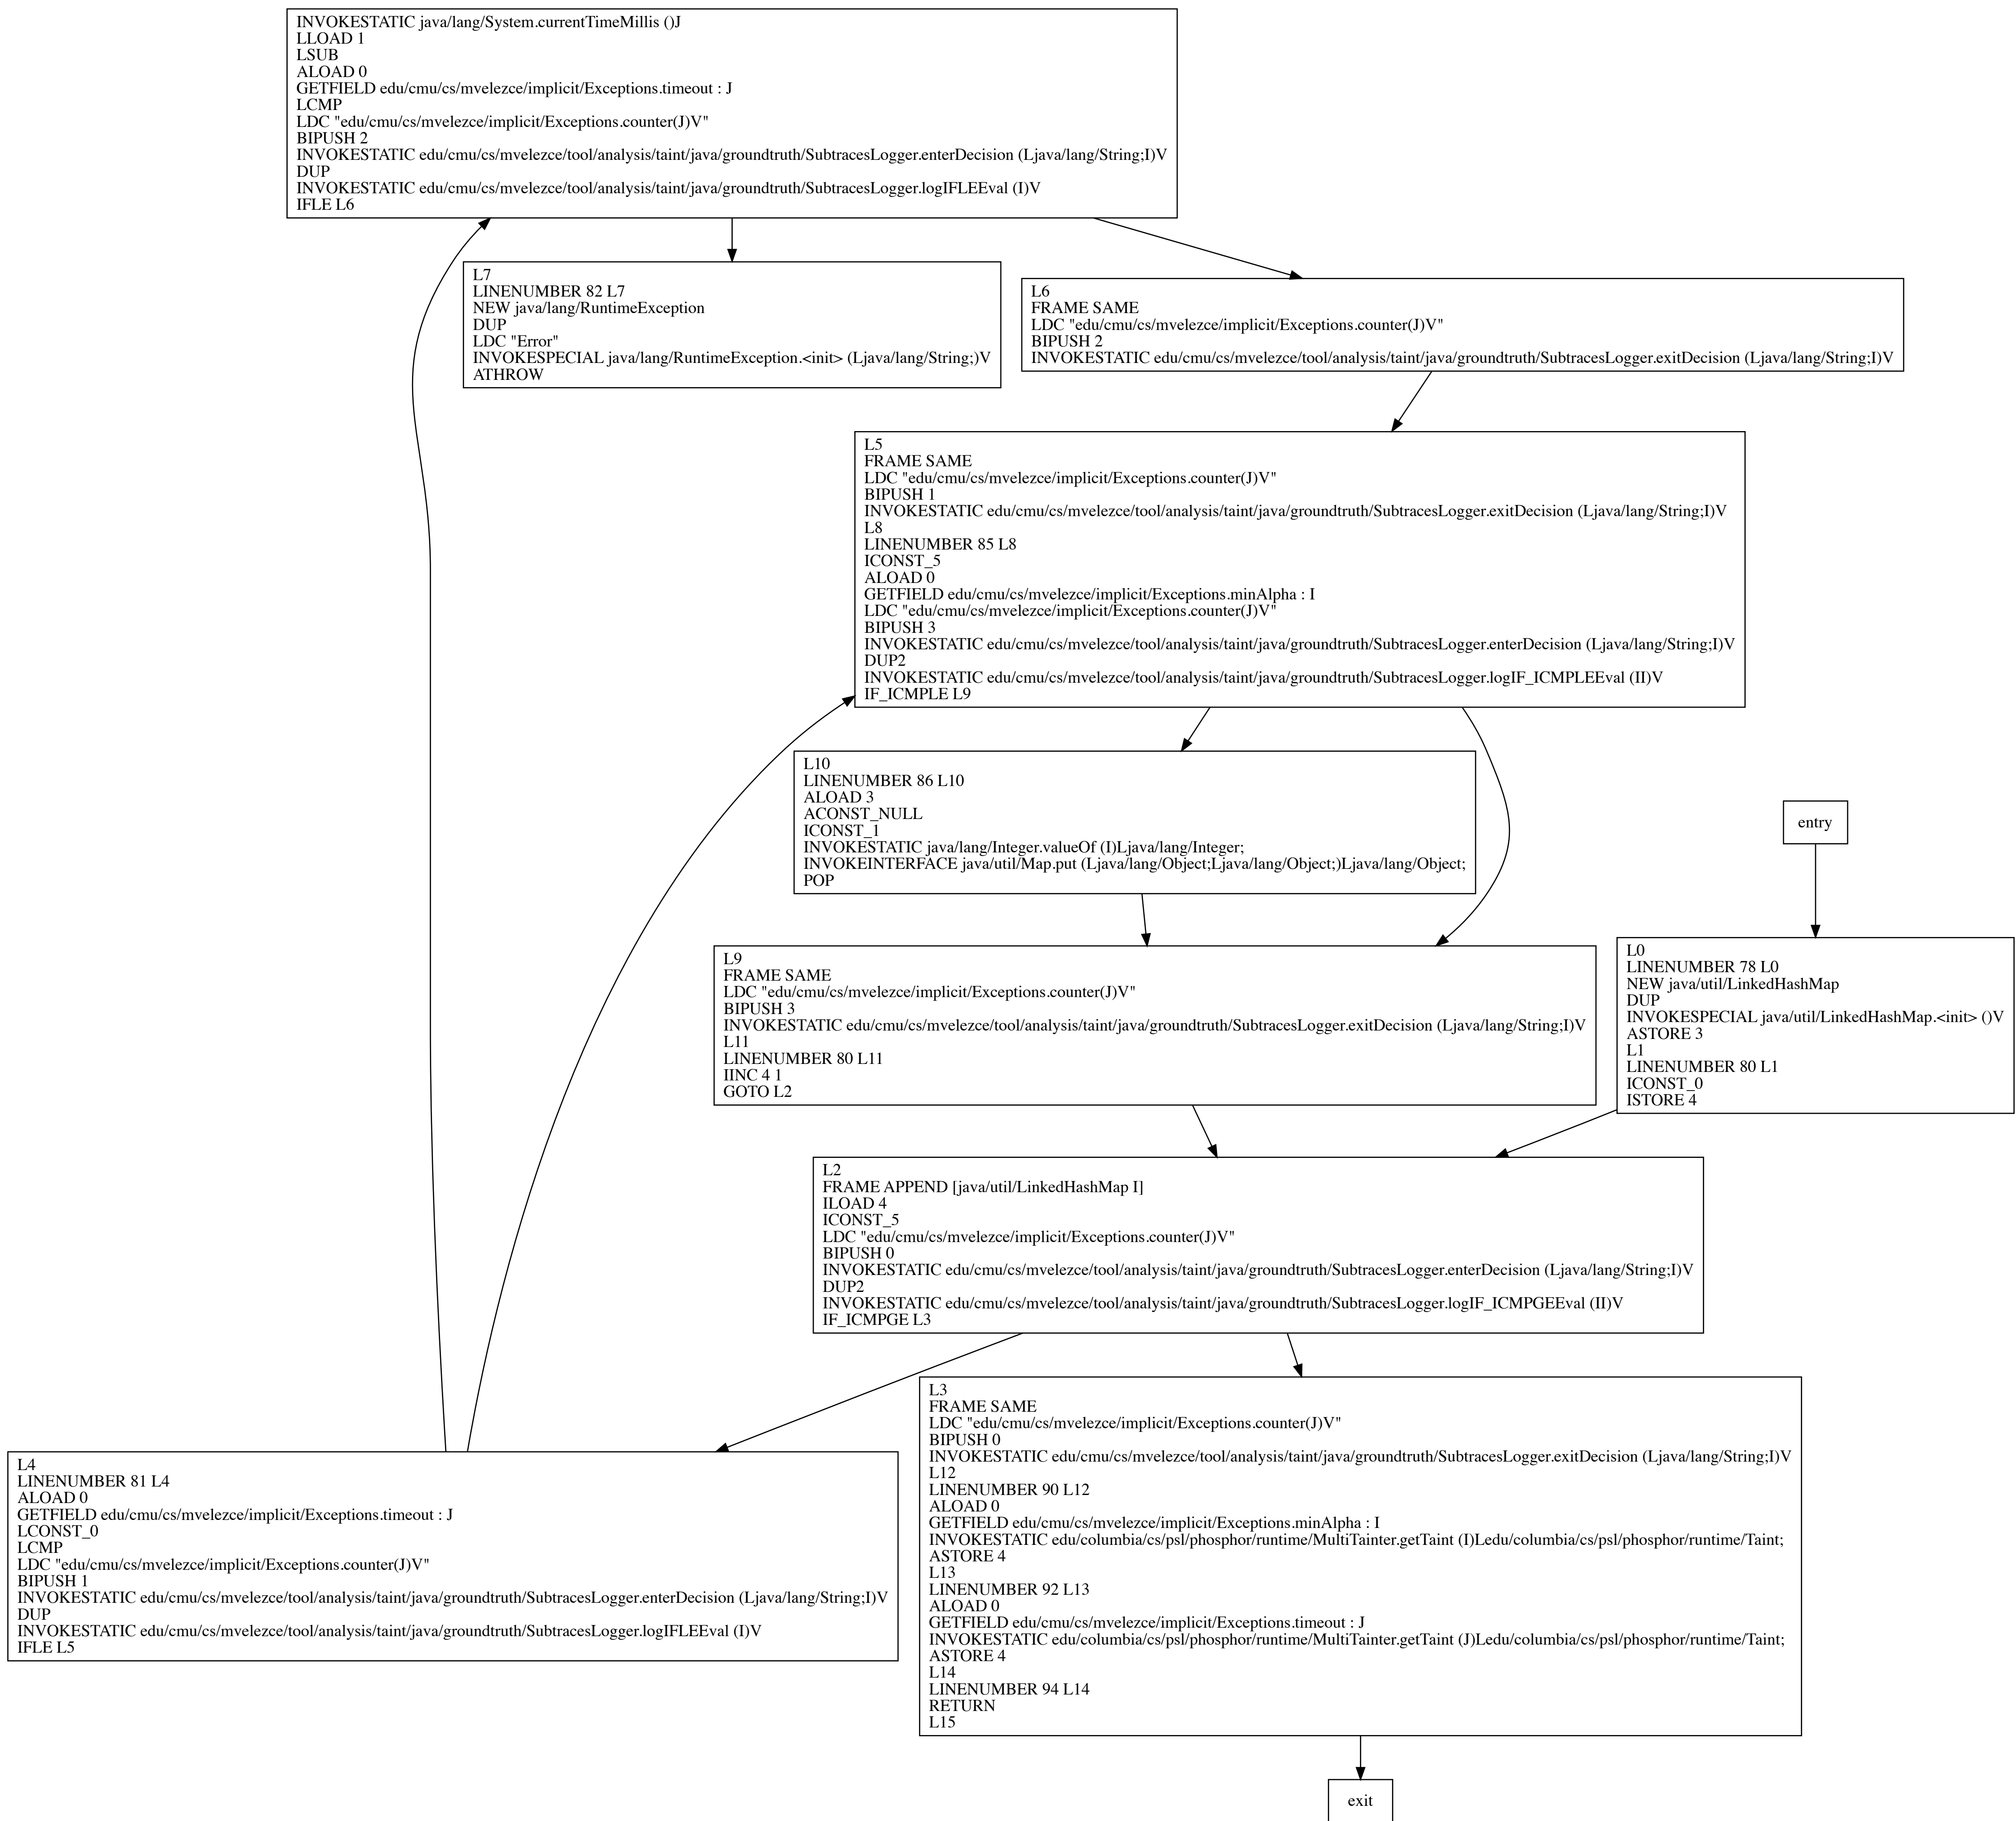 INVOKESTATIC java/lang/System.currentTimeMillis ()J
LLOAD 1
LSUB
ALOAD 0
GETFIELD edu/cmu/cs/mvelezce/implicit/Exceptions.timeout : J
LCMP
LDC "edu/cmu/cs/mvelezce/implicit/Exceptions.counter(J)V"
BIPUSH 2
INVOKESTATIC edu/cmu/cs/mvelezce/tool/analysis/taint/java/groundtruth/SubtracesLogger.enterDecision (Ljava/lang/String;I)V
DUP
INVOKESTATIC edu/cmu/cs/mvelezce/tool/analysis/taint/java/groundtruth/SubtracesLogger.logIFLEEval (I)V
IFLE L6
L7
LINENUMBER 82 L7
NEW java/lang/RuntimeException
DUP
LDC "Error"
INVOKESPECIAL java/lang/RuntimeException.<init> (Ljava/lang/String;)V
ATHROW
L6
FRAME SAME
LDC "edu/cmu/cs/mvelezce/implicit/Exceptions.counter(J)V"
BIPUSH 2
INVOKESTATIC edu/cmu/cs/mvelezce/tool/analysis/taint/java/groundtruth/SubtracesLogger.exitDecision (Ljava/lang/String;I)V
L5
FRAME SAME
LDC "edu/cmu/cs/mvelezce/implicit/Exceptions.counter(J)V"
BIPUSH 1
INVOKESTATIC edu/cmu/cs/mvelezce/tool/analysis/taint/java/groundtruth/SubtracesLogger.exitDecision (Ljava/lang/String;I)V
L8
LINENUMBER 85 L8
ICONST_5
ALOAD 0
GETFIELD edu/cmu/cs/mvelezce/implicit/Exceptions.minAlpha : I
LDC "edu/cmu/cs/mvelezce/implicit/Exceptions.counter(J)V"
BIPUSH 3
INVOKESTATIC edu/cmu/cs/mvelezce/tool/analysis/taint/java/groundtruth/SubtracesLogger.enterDecision (Ljava/lang/String;I)V
DUP2
INVOKESTATIC edu/cmu/cs/mvelezce/tool/analysis/taint/java/groundtruth/SubtracesLogger.logIF_ICMPLEEval (II)V
IF_ICMPLE L9
L10
LINENUMBER 86 L10
ALOAD 3
ACONST_NULL
ICONST_1
INVOKESTATIC java/lang/Integer.valueOf (I)Ljava/lang/Integer;
INVOKEINTERFACE java/util/Map.put (Ljava/lang/Object;Ljava/lang/Object;)Ljava/lang/Object;
POP
entry
L9
FRAME SAME
LDC "edu/cmu/cs/mvelezce/implicit/Exceptions.counter(J)V"
BIPUSH 3
INVOKESTATIC edu/cmu/cs/mvelezce/tool/analysis/taint/java/groundtruth/SubtracesLogger.exitDecision (Ljava/lang/String;I)V
L11
LINENUMBER 80 L11
IINC 4 1
GOTO L2
L0
LINENUMBER 78 L0
NEW java/util/LinkedHashMap
DUP
INVOKESPECIAL java/util/LinkedHashMap.<init> ()V
ASTORE 3
L1
LINENUMBER 80 L1
ICONST_0
ISTORE 4
L2
FRAME APPEND [java/util/LinkedHashMap I]
ILOAD 4
ICONST_5
LDC "edu/cmu/cs/mvelezce/implicit/Exceptions.counter(J)V"
BIPUSH 0
INVOKESTATIC edu/cmu/cs/mvelezce/tool/analysis/taint/java/groundtruth/SubtracesLogger.enterDecision (Ljava/lang/String;I)V
DUP2
INVOKESTATIC edu/cmu/cs/mvelezce/tool/analysis/taint/java/groundtruth/SubtracesLogger.logIF_ICMPGEEval (II)V
IF_ICMPGE L3
L4
LINENUMBER 81 L4
ALOAD 0
GETFIELD edu/cmu/cs/mvelezce/implicit/Exceptions.timeout : J
LCONST_0
LCMP
LDC "edu/cmu/cs/mvelezce/implicit/Exceptions.counter(J)V"
BIPUSH 1
INVOKESTATIC edu/cmu/cs/mvelezce/tool/analysis/taint/java/groundtruth/SubtracesLogger.enterDecision (Ljava/lang/String;I)V
DUP
INVOKESTATIC edu/cmu/cs/mvelezce/tool/analysis/taint/java/groundtruth/SubtracesLogger.logIFLEEval (I)V
IFLE L5
L3
FRAME SAME
LDC "edu/cmu/cs/mvelezce/implicit/Exceptions.counter(J)V"
BIPUSH 0
INVOKESTATIC edu/cmu/cs/mvelezce/tool/analysis/taint/java/groundtruth/SubtracesLogger.exitDecision (Ljava/lang/String;I)V
L12
LINENUMBER 90 L12
ALOAD 0
GETFIELD edu/cmu/cs/mvelezce/implicit/Exceptions.minAlpha : I
INVOKESTATIC edu/columbia/cs/psl/phosphor/runtime/MultiTainter.getTaint (I)Ledu/columbia/cs/psl/phosphor/runtime/Taint;
ASTORE 4
L13
LINENUMBER 92 L13
ALOAD 0
GETFIELD edu/cmu/cs/mvelezce/implicit/Exceptions.timeout : J
INVOKESTATIC edu/columbia/cs/psl/phosphor/runtime/MultiTainter.getTaint (J)Ledu/columbia/cs/psl/phosphor/runtime/Taint;
ASTORE 4
L14
LINENUMBER 94 L14
RETURN
L15
exit